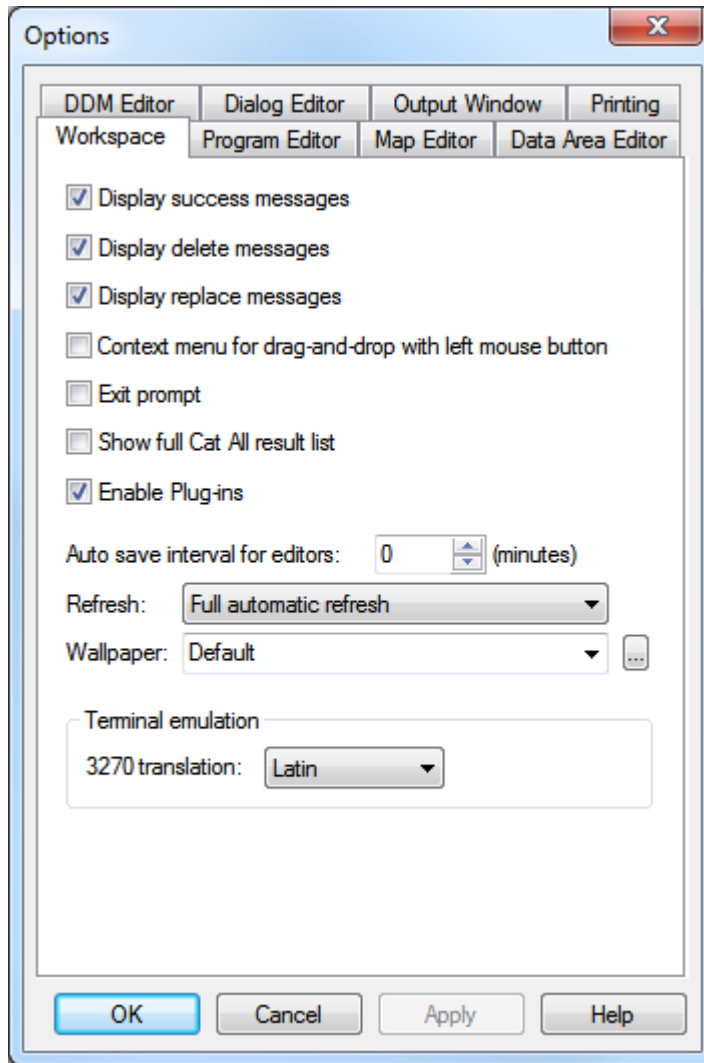 Options
DDM Editor Dialog Editor Output Window Printing
Workspace Program Editor Map Editor Data Area Editor
Display success messages
Display delete messages
Display replace messages
Context menu for drag-and-drop with left mouse button
Exit prompt
Show full Cat All result list
Enable Plug-ins
Auto save interval for editors: 0 (minutes)
Refresh: Full automatic refresh
Wallpaper: Default ...
Terminal emulation
3270 translation: Latin
OK Cancel Apply Help